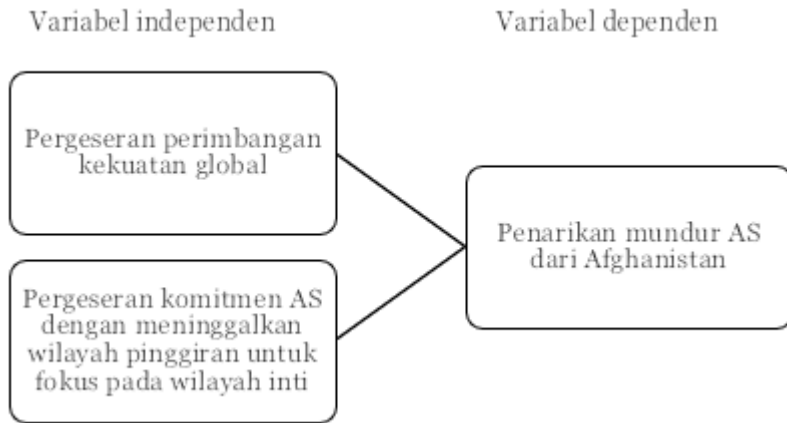 Variabel independen
Variabel dependen
Pergeseran perimbangan
kekuatan global
Penarikan mundur AS
dari Afghanistan
Pergeseran komitmen AS
dengan meninggalkan
wilayah pinggiran untuk
fokus pada wilayah inti